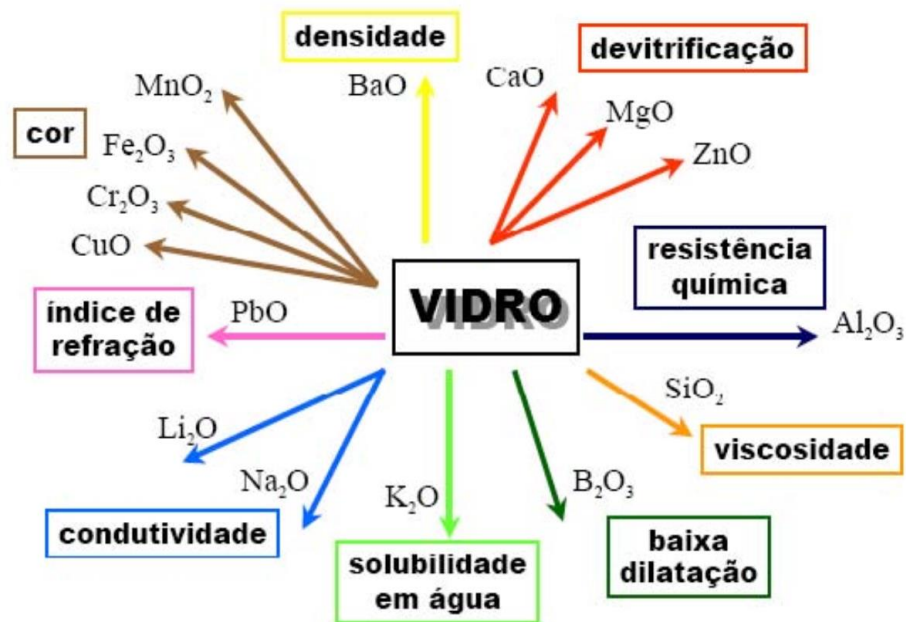 densidade
BaO
CaO
devitrificação
MgO
ZnO
MnO₂
cor
Fe₂O₃
Cr₂O₃
CuO
resistência
química
Al₂O₃
VIDRO
índice de
refração
PbO
SiO₂
viscosidade
Li₂O
Na₂O
condutividade
K₂O
solubilidade
em água
B₂O₃
baixa
dilatação